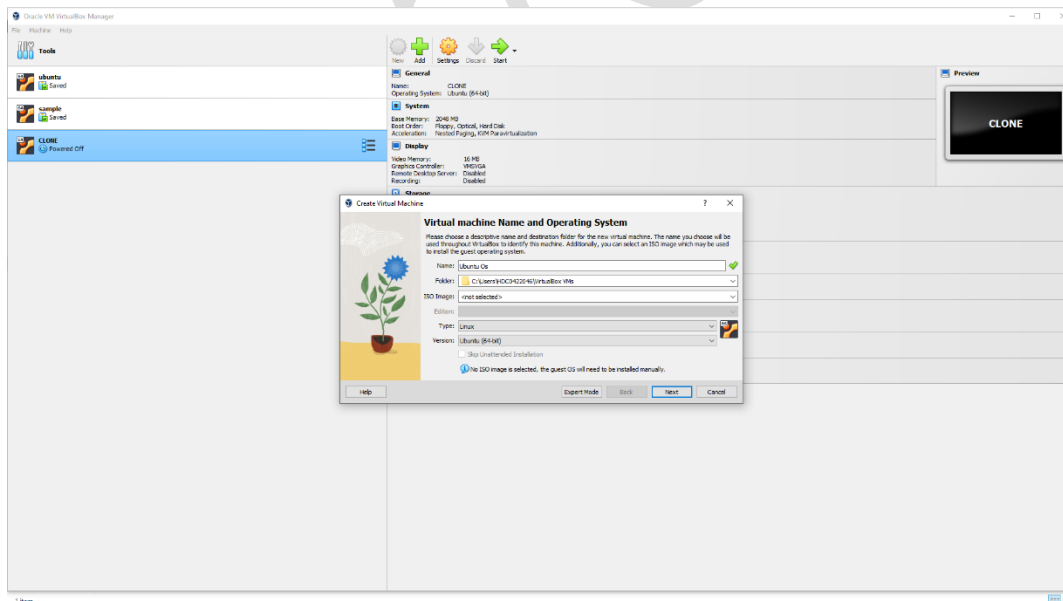 Oracle VM VirtualBox Manager
File Machine Help
Tools
New Add Settings Discard Start
ubuntu
Saved
sample
Saved
CLONE
Powered Off
General
Name: CLONE
Operating System: Ubuntu (64-bit)
System
Base Memory: 2048 MB
Boot Order: Floppy, Optical, Hard Disk
Acceleration: Nested Paging, KVM Paravirtualization
Display
Video Memory: 16 MB
Graphics Controller: VMSVGA
Remote Desktop Server: Disabled
Recording: Disabled
Storage
Preview
CLONE
Create Virtual Machine
Virtual machine Name and Operating System
Please choose a descriptive name and destination folder for the new virtual machine. The name you choose will be
used throughout VirtualBox to identify this machine. Additionally, you can select an ISO image which may be used
to install the guest operating system.
Name: Ubuntu Os
Folder: C:\Users\HDC0422046\VirtualBox VMs
ISO Image: <not selected>
Edition:
Type: Linux
Version: Ubuntu (64-bit)
Skip Unattended Installation
No ISO image is selected, the guest OS will need to be installed manually.
Help Expert Mode Back Next Cancel
1 item